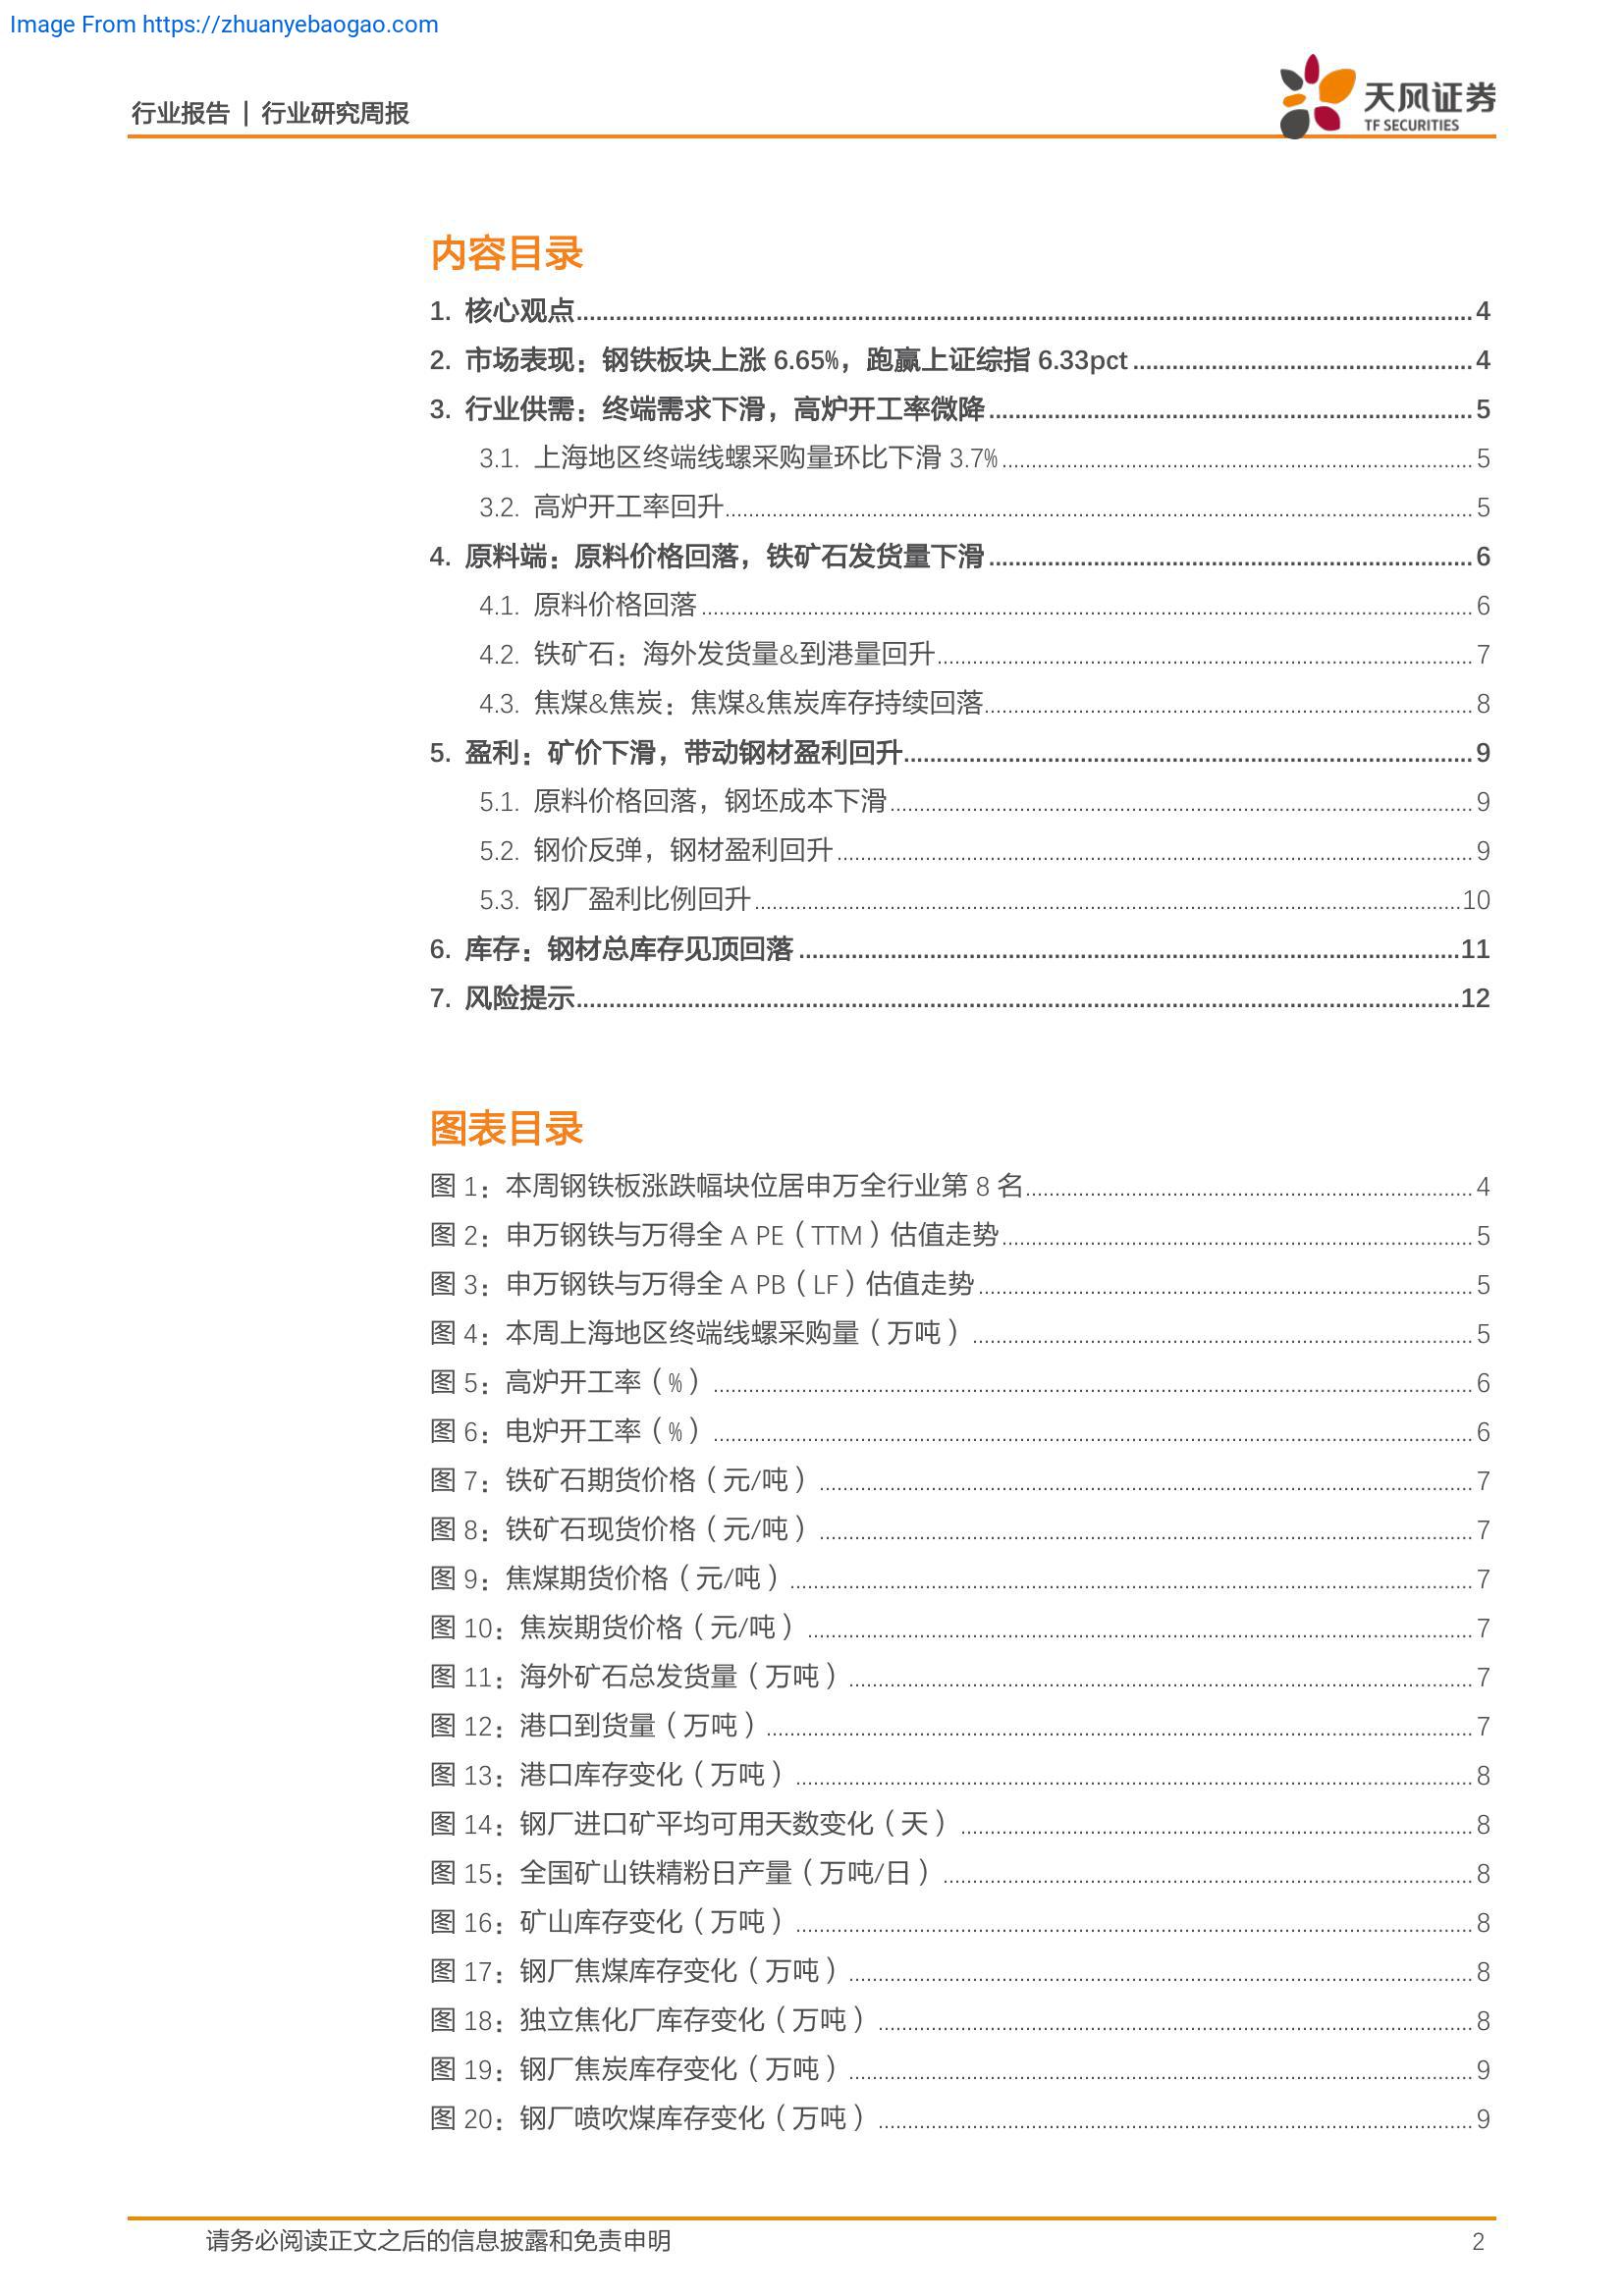 Image From https://zhuanyebaogao.com
行业报告 | 行业研究周报
天风证券
TF SECURITIES
内容目录
1. 核心观点 4
2. 市场表现：钢铁板块上涨 6.65%，跑赢上证综指 6.33pct 4
3. 行业供需：终端需求下滑，高炉开工率微降 5
3.1. 上海地区终端线螺采购量环比下滑 3.7% 5
3.2. 高炉开工率回升 5
4. 原料端：原料价格回落，铁矿石发货量下滑 6
4.1. 原料价格回落 6
4.2. 铁矿石：海外发货量&到港量回升 7
4.3. 焦煤&焦炭：焦煤&焦炭库存持续回落 8
5. 盈利：矿价下滑，带动钢材盈利回升 9
5.1. 原料价格回落，钢坯成本下滑 9
5.2. 钢价反弹，钢材盈利回升 9
5.3. 钢厂盈利比例回升 10
6. 库存：钢材总库存见顶回落 11
7. 风险提示 12
图表目录
图 1：本周钢铁板涨跌幅块位居申万全行业第 8 名 4
图 2：申万钢铁与万得全 A PE（TTM）估值走势 5
图 3：申万钢铁与万得全 A PB（LF）估值走势 5
图 4：本周上海地区终端线螺采购量（万吨） 5
图 5：高炉开工率（%） 6
图 6：电炉开工率（%） 6
图 7：铁矿石期货价格（元/吨） 7
图 8：铁矿石现货价格（元/吨） 7
图 9：焦煤期货价格（元/吨） 7
图 10：焦炭期货价格（元/吨） 7
图 11：海外矿石总发货量（万吨） 7
图 12：港口到货量（万吨） 7
图 13：港口库存变化（万吨） 8
图 14：钢厂进口矿平均可用天数变化（天） 8
图 15：全国矿山铁精粉日产量（万吨/日） 8
图 16：矿山库存变化（万吨） 8
图 17：钢厂焦煤库存变化（万吨） 8
图 18：独立焦化厂库存变化（万吨） 8
图 19：钢厂焦炭库存变化（万吨） 9
图 20：钢厂喷吹煤库存变化（万吨） 9
请务必阅读正文之后的信息披露和免责申明 2